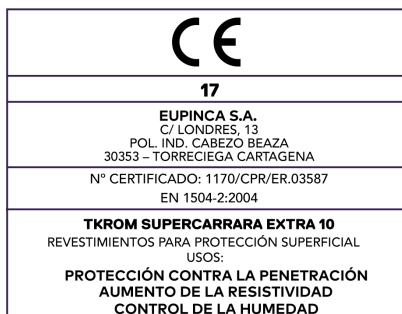 CE
17
EUPINCA S.A.
C/ LONDRES, 13
POL. IND. CABEZO BEAZA
30353 – TORRECIEGA CARTAGENA
Nº CERTIFICADO: 1170/CPR/ER.03587
EN 1504-2:2004
TKROM SUPERCARRARA EXTRA 10
REVESTIMIENTOS PARA PROTECCIÓN SUPERFICIAL
USOS:
PROTECCIÓN CONTRA LA PENETRACIÓN
AUMENTO DE LA RESISTIVIDAD
CONTROL DE LA HUMEDAD